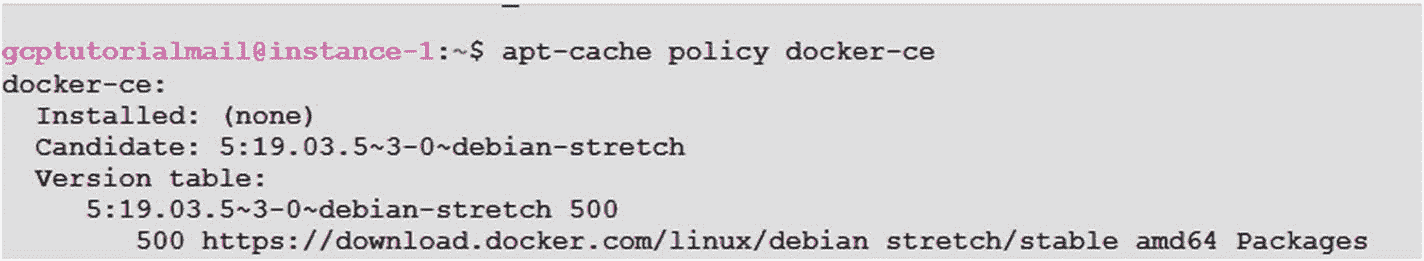 gcptutorialmail@instance-1:~$ apt-cache policy docker-ce
docker-ce:
  Installed: (none)
  Candidate: 5:19.03.5~3-0~debian-stretch
  Version table:
     5:19.03.5~3-0~debian-stretch 500
        500 https://download.docker.com/linux/debian stretch/stable amd64 Packages